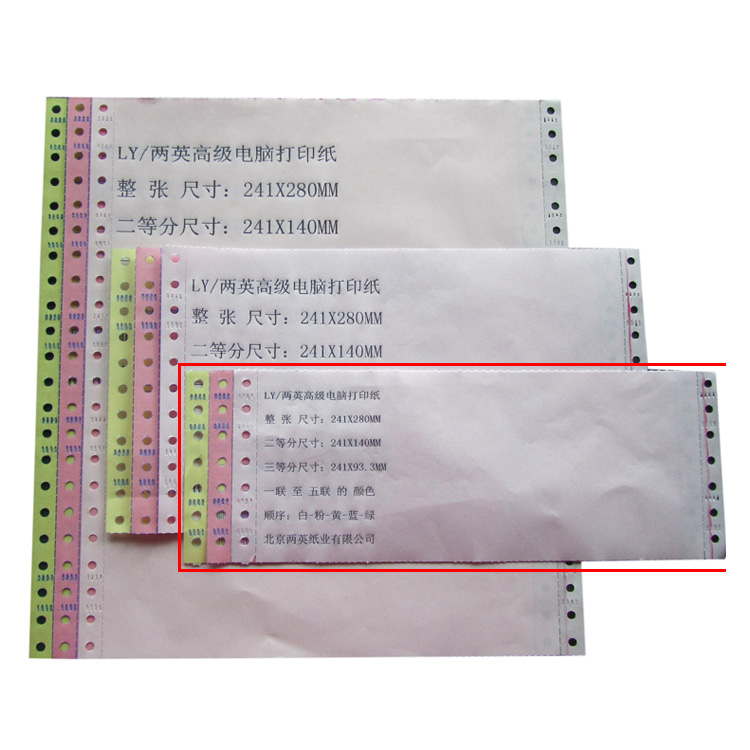 LY/两英高级电脑打印纸
整 张 尺寸：241X280MM
二等分尺寸：241X140MM
LY/两英高级电脑打印纸
整 张 尺寸：241X280MM
二等分尺寸：241X140MM
LY/两英高级电脑打印纸
整 张 尺寸：241X280MM
二等分尺寸：241X140MM
三等分尺寸：241X93.3MM
一联 至 五联 的 颜色
顺序：白-粉-黄-蓝-绿
北京两英纸业有限公司